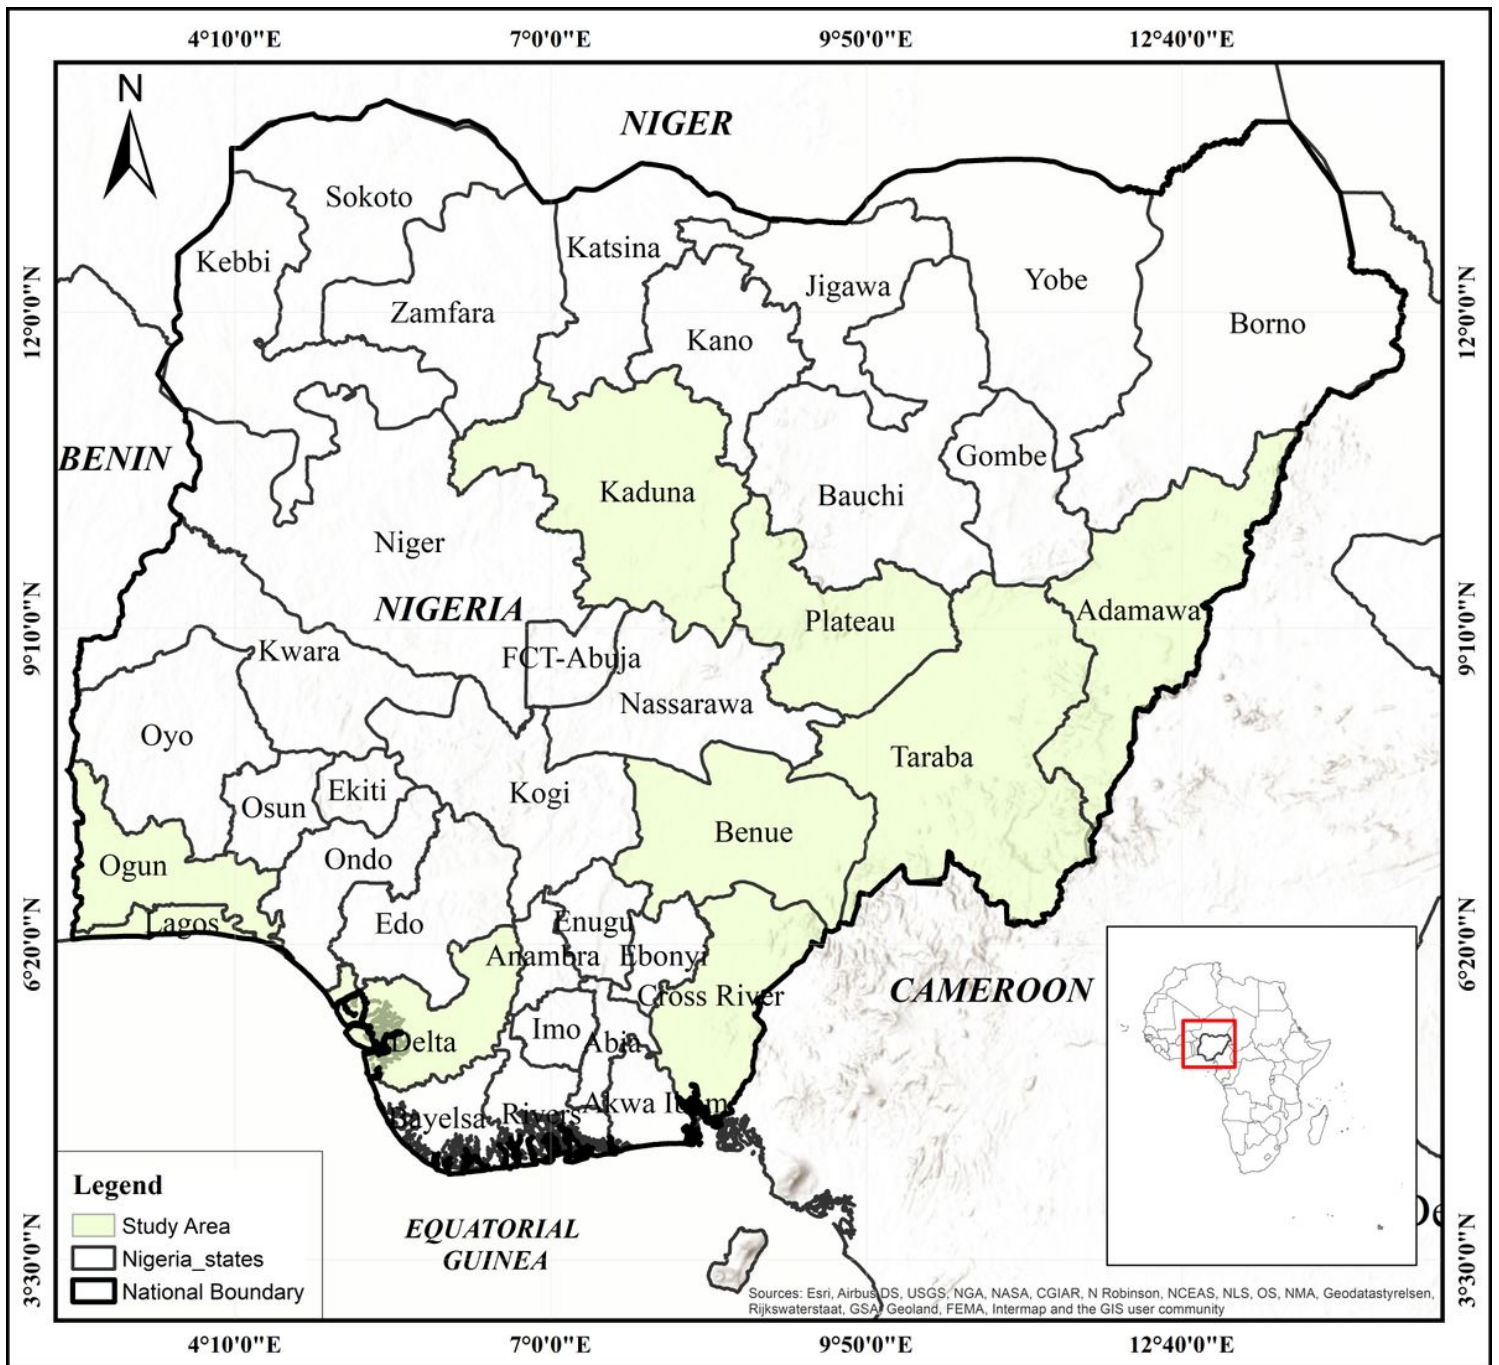 4°10'0"E 7°0'0"E 9°50'0"E 12°40'0"E
N
NIGER
Sokoto
Katsina
Kebbi
Yobe
Jigawa
12°0'0"N
Zamfara
12°0'0"N
Borno
Kano
BENIN
Gombe
Kaduna
Bauchi
Niger
NIGERIA
Adamawa
9°10'0"N
Plateau
9°10'0"N
Kwara
FCT-Abuja
Nassarawa
Oyo
Taraba
Ekiti
Kogi
Osun
Benue
Ondo
Ogun
Lagos
Edo
Enugu
6°20'0"N
Anambra
Ebonyi
6°20'0"N
CAMEROON
Cross River
Imo
Delta
Abia
Akwa Ibom
Bayelsa
Rivers
Legend
Study Area
Nigeria_states
National Boundary
EQUATORIAL
GUINEA
3°30'0"N
3°30'0"N
Sources: Esri, Airbus DS, USGS, NGA, NASA, CGIAR, N Robinson, NCEAS, NLS, OS, NMA, Geodatastyrelsen,
Rijkswaterstaat, GSA, Geoland, FEMA, Intermap and the GIS user community
4°10'0"E 7°0'0"E 9°50'0"E 12°40'0"E